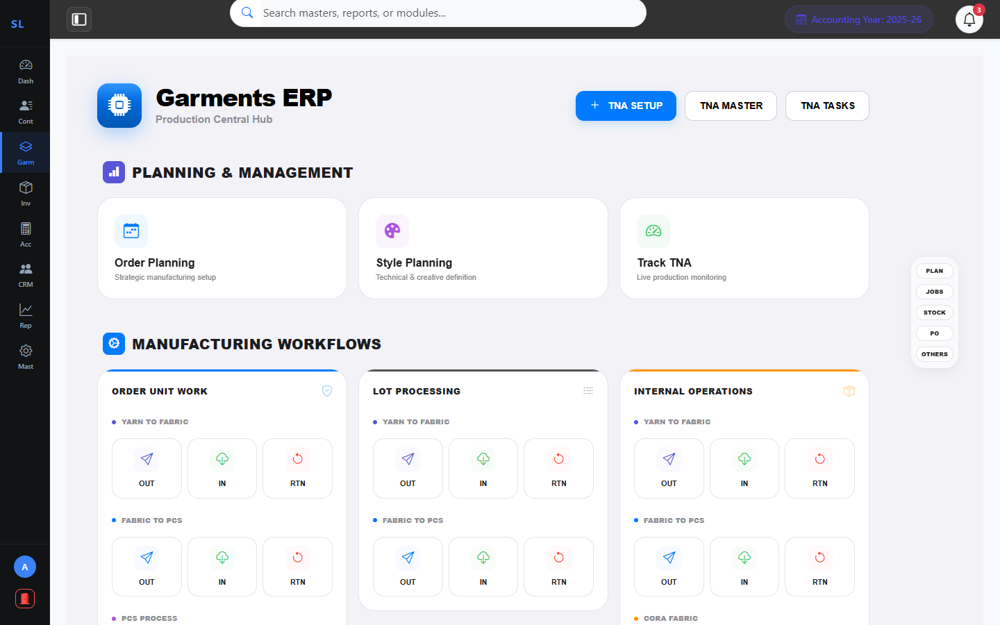 SL
Search masters, reports, or modules...
Accounting Year: 2025-26
3
Dash
Cont
Garm
Inv
Acc
CRM
Rep
Mast
A
Garments ERP
Production Central Hub
TNA SETUP
TNA MASTER
TNA TASKS
PLANNING & MANAGEMENT
Order Planning
Strategic manufacturing setup
Style Planning
Technical & creative definition
Track TNA
Live production monitoring
PLAN
JOBS
STOCK
PO
OTHERS
MANUFACTURING WORKFLOWS
ORDER UNIT WORK
YARN TO FABRIC
OUT
IN
RTN
FABRIC TO PCS
OUT
IN
RTN
PCS PROCESS
LOT PROCESSING
YARN TO FABRIC
OUT
IN
RTN
FABRIC TO PCS
OUT
IN
RTN
INTERNAL OPERATIONS
YARN TO FABRIC
OUT
IN
RTN
FABRIC TO PCS
OUT
IN
RTN
CORA FABRIC